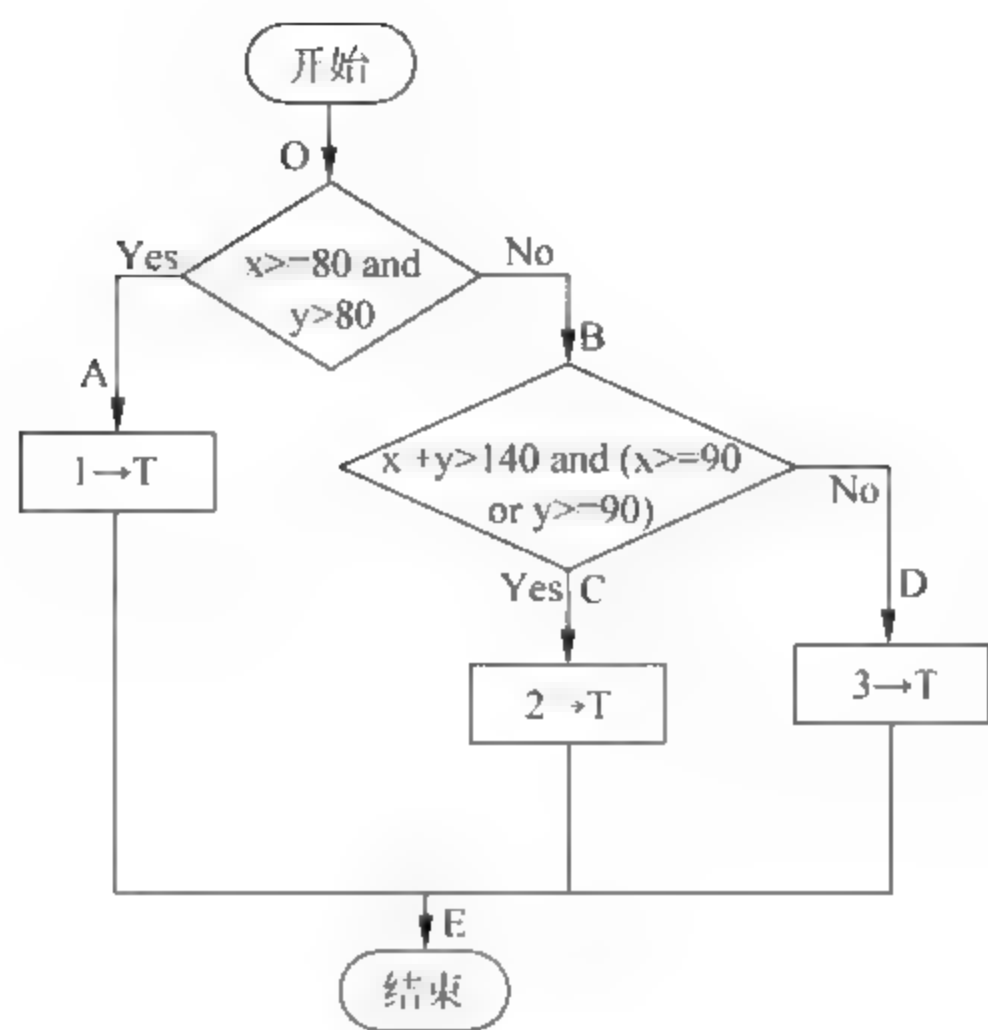 开始
O
Yes
x>=80 and
y>80
No
A
B
1→T
x +y>140 and (x>=90
or y>=90)
No
Yes
C
D
2→T
3→T
E
结束